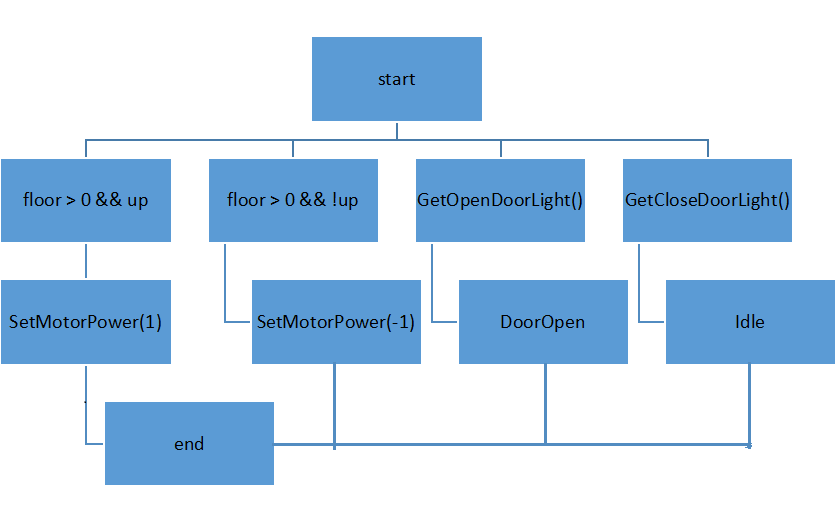 start
floor > 0 && up
floor > 0 && !up
GetOpenDoorLight()
GetCloseDoorLight()
SetMotorPower(1)
SetMotorPower(-1)
DoorOpen
Idle
end